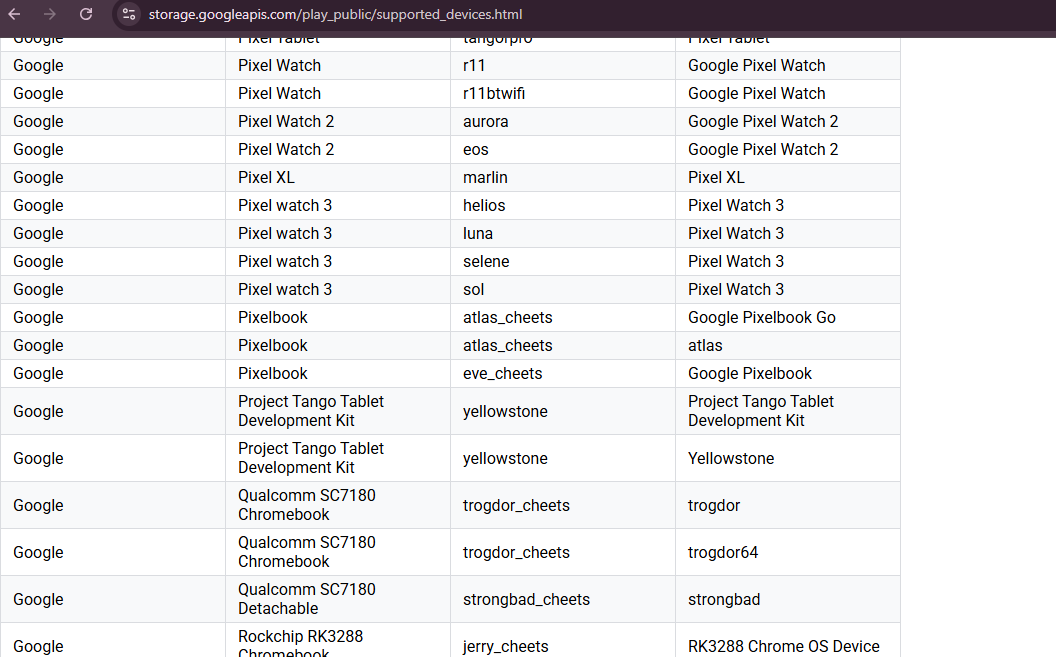 storage.googleapis.com/play_public/supported_devices.html
Google Pixel Tablet tangorpro Pixel Tablet
Google Pixel Watch r11 Google Pixel Watch
Google Pixel Watch r11btwifi Google Pixel Watch
Google Pixel Watch 2 aurora Google Pixel Watch 2
Google Pixel Watch 2 eos Google Pixel Watch 2
Google Pixel XL marlin Pixel XL
Google Pixel watch 3 helios Pixel Watch 3
Google Pixel watch 3 luna Pixel Watch 3
Google Pixel watch 3 selene Pixel Watch 3
Google Pixel watch 3 sol Pixel Watch 3
Google Pixelbook atlas_cheets Google Pixelbook Go
Google Pixelbook atlas_cheets atlas
Google Pixelbook eve_cheets Google Pixelbook
Google Project Tango Tablet yellowstone Project Tango Tablet
Development Kit Development Kit
Google Project Tango Tablet yellowstone Yellowstone
Development Kit
Google Qualcomm SC7180 trogdor_cheets trogdor
Chromebook
Google Qualcomm SC7180 trogdor_cheets trogdor64
Chromebook
Google Qualcomm SC7180 strongbad_cheets strongbad
Detachable
Google Rockchip RK3288 jerry_cheets RK3288 Chrome OS Device
Chromebook